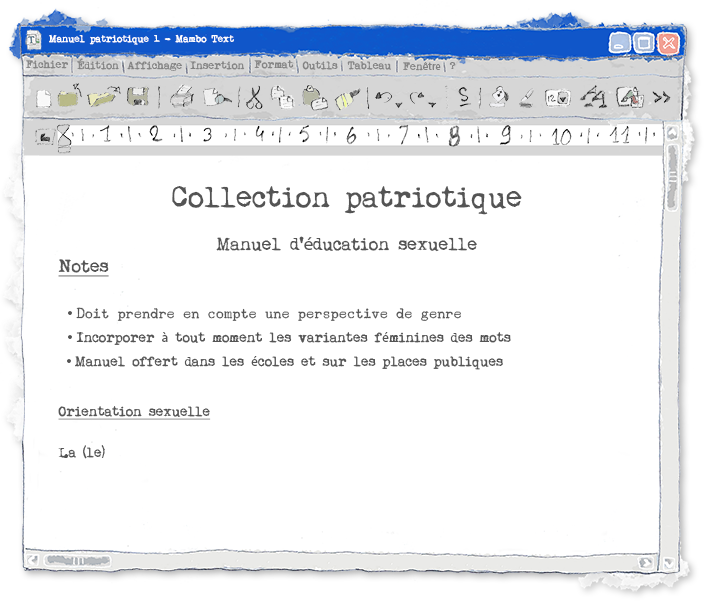 Manuel patriotique 1 - Mambo Text
Fichier Édition Affichage Insertion Format Outils Tableau Fenêtre ?
1 2 3 4 5 6 7 8 9 10 11
Collection patriotique
Manuel d'éducation sexuelle
Notes
• Doit prendre en compte une perspective de genre
• Incorporer à tout moment les variantes féminines des mots
• Manuel offert dans les écoles et sur les places publiques
Orientation sexuelle
La (le)